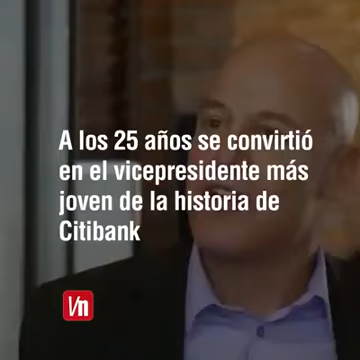 A los 25 años se convirtió
en el vicepresidente más
joven de la historia de
Citibank
Vn